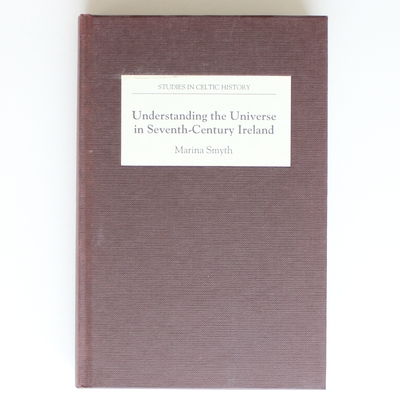 STUDIES IN CELTIC HISTORY
Understanding the Universe
in Seventh-Century Ireland
Marina Smyth